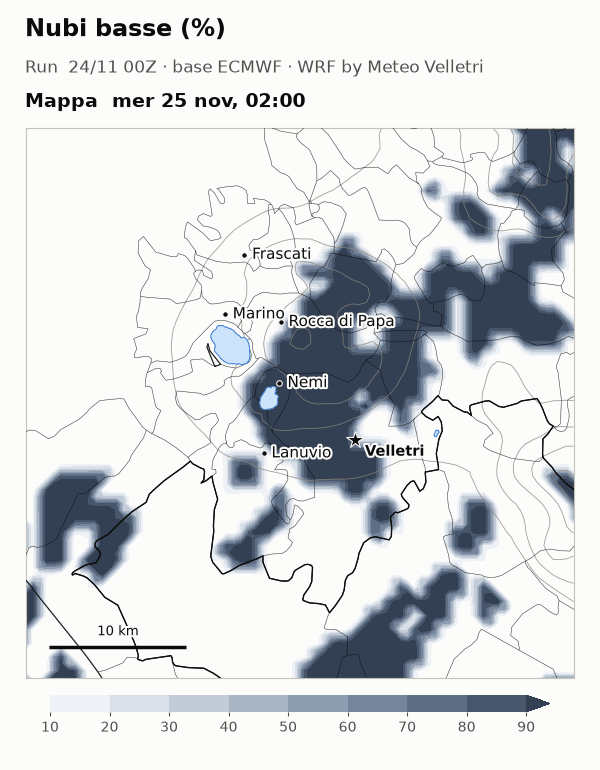 Nubi basse (%)
Run  24/11 00Z · base ECMWF · WRF by Meteo Velletri
Mappa  mer 25 nov, 02:00
Frascati
Marino
Rocca di Papa
Nemi
Velletri
Lanuvio
10 km
10 20 30 40 50 60 70 80 90